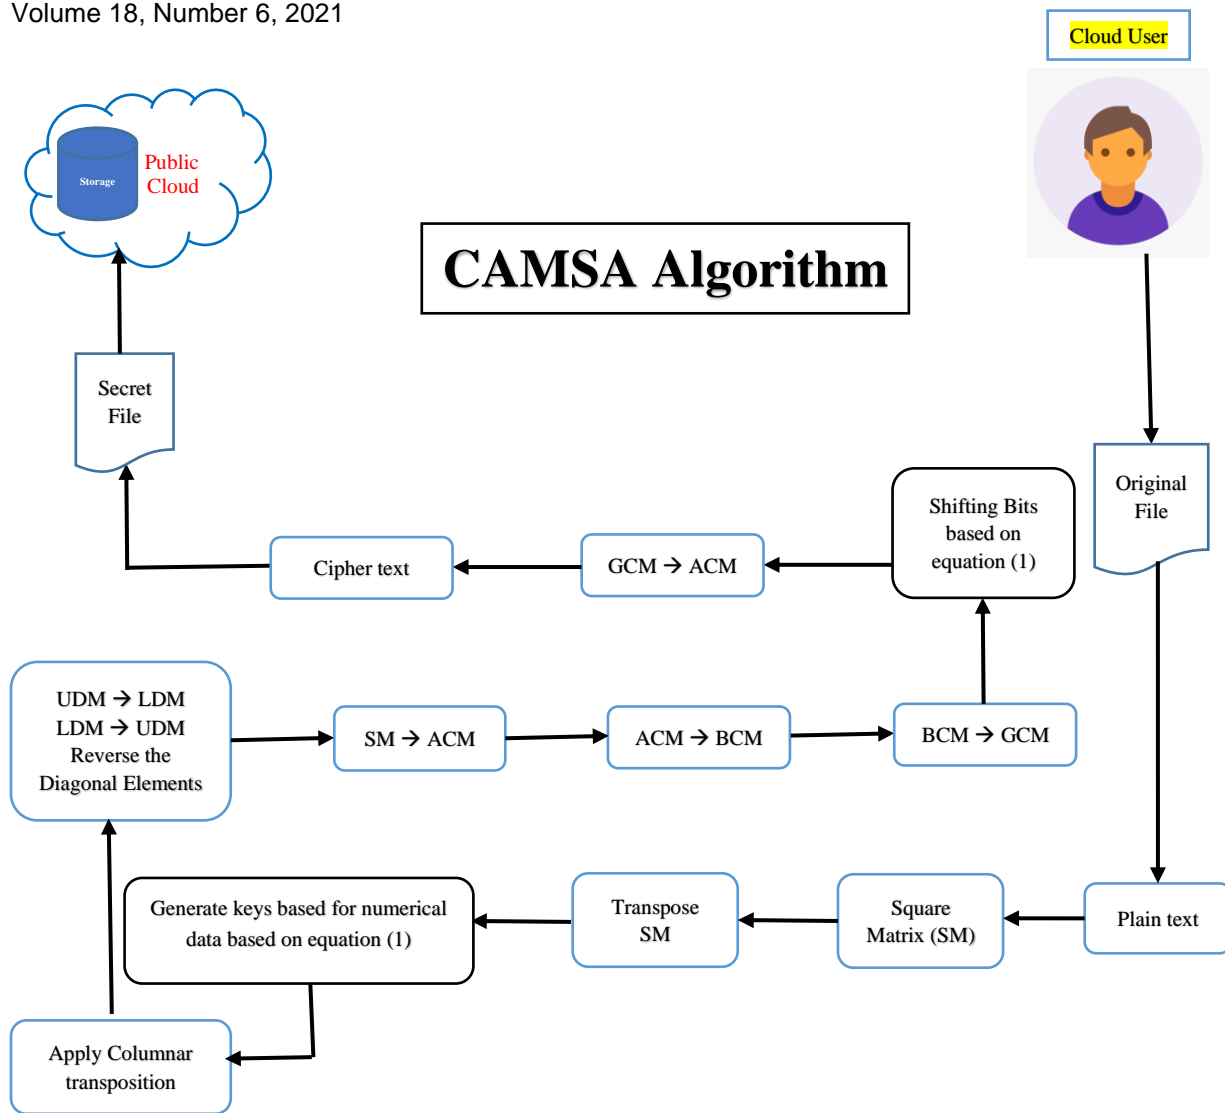 Volume 18, Number 6, 2021
Cloud User
Public
Cloud
Storage
CAMSA Algorithm
Secret
File
Original
File
Shifting Bits
based on
equation (1)
GCM → ACM
Cipher text
UDM → LDM
LDM → UDM
Reverse the
Diagonal Elements
SM → ACM
ACM → BCM
BCM → GCM
Generate keys based for numerical
data based on equation (1)
Transpose
SM
Square
Matrix (SM)
Plain text
Apply Columnar
transposition